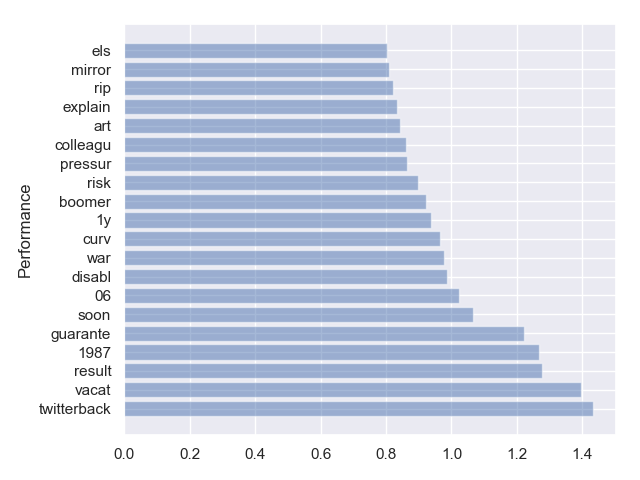 els
mirror
rip
explain
art
colleagu
pressur
risk
boomer
1y
curv
war
disabl
06
soon
guarante
1987
result
vacat
twitterback
Performance
0.0 0.2 0.4 0.6 0.8 1.0 1.2 1.4